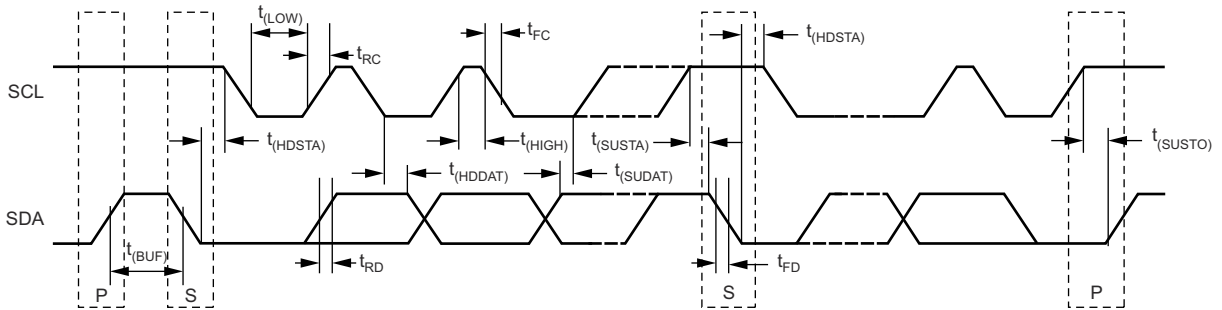 t(LOW)
tRC
tFC
t(HDSTA)
SCL
t(HDSTA)
t(HIGH)
t(SUSTA)
t(SUSTO)
t(HDDAT)
t(SUDAT)
SDA
t(BUF)
tRD
tFD
P
S
S
P